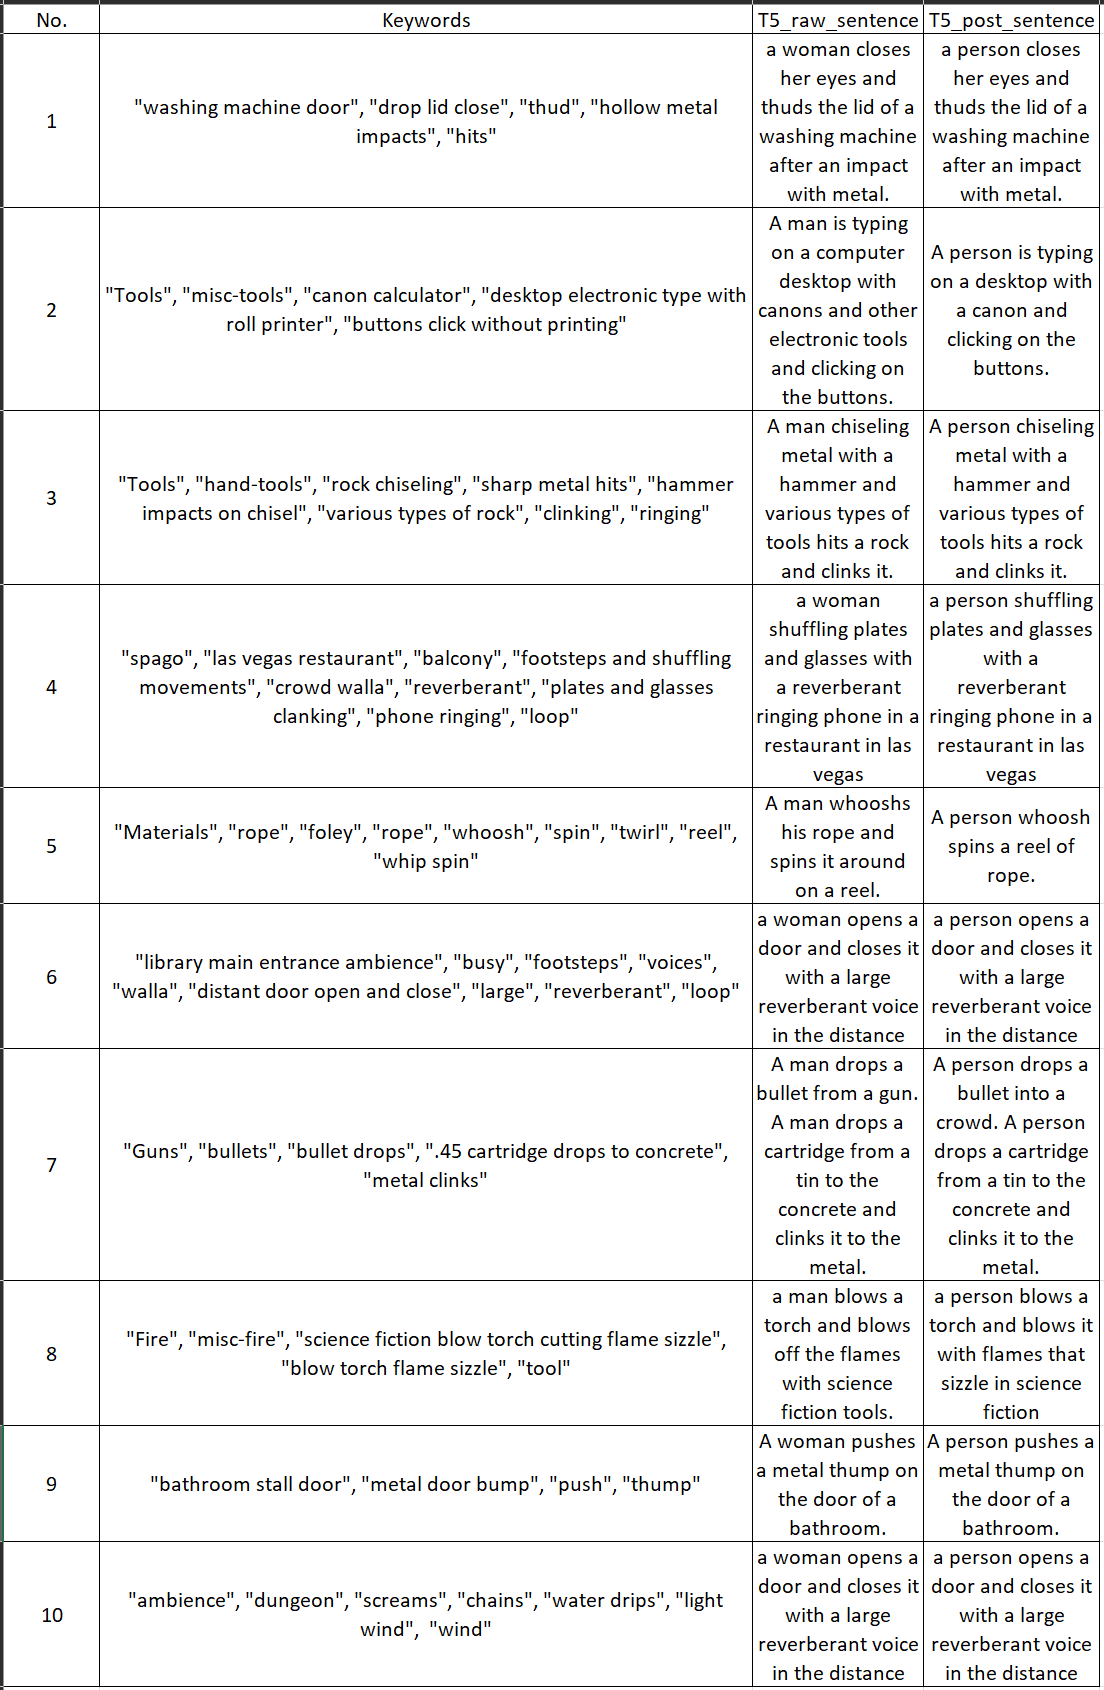 No. Keywords T5_raw_sentence T5_post_sentence
1
"washing machine door", "drop lid close", "thud", "hollow metal
impacts", "hits"
a woman closes
her eyes and
thuds the lid of a
washing machine
after an impact
with metal.
a person closes
her eyes and
thuds the lid of a
washing machine
after an impact
with metal.
2
"Tools", "misc-tools", "canon calculator", "desktop electronic type with
roll printer", "buttons click without printing"
A man is typing
on a computer
desktop with
canons and other
electronic tools
and clicking on
the buttons.
A person is typing
on a desktop with
a canon and
clicking on the
buttons.
3
"Tools", "hand-tools", "rock chiseling", "sharp metal hits", "hammer
impacts on chisel", "various types of rock", "clinking", "ringing"
A man chiseling
metal with a
hammer and
various types of
tools hits a rock
and clinks it.
A person chiseling
metal with a
hammer and
various types of
tools hits a rock
and clinks it.
4
"spago", "las vegas restaurant", "balcony", "footsteps and shuffling
movements", "crowd walla", "reverberant", "plates and glasses
clanking", "phone ringing", "loop"
a woman
shuffling plates
and glasses with
a reverberant
ringing phone in a
restaurant in las
vegas
a person shuffling
plates and glasses
with a
reverberant
ringing phone in a
restaurant in las
vegas
5
"Materials", "rope", "foley", "rope", "whoosh", "spin", "twirl", "reel",
"whip spin"
A man whooshs
his rope and
spins it around
on a reel.
A person whoosh
spins a reel of
rope.
6
"library main entrance ambience", "busy", "footsteps", "voices",
"walla", "distant door open and close", "large", "reverberant", "loop"
a woman opens a
door and closes it
with a large
reverberant voice
in the distance
a person opens a
door and closes it
with a large
reverberant voice
in the distance
7
"Guns", "bullets", "bullet drops", ".45 cartridge drops to concrete",
"metal clinks"
A man drops a
bullet from a gun.
A man drops a
cartridge from a
tin to the
concrete and
clinks it to the
metal.
A person drops a
bullet into a
crowd. A person
drops a cartridge
from a tin to the
concrete and
clinks it to the
metal.
8
"Fire", "misc-fire", "science fiction blow torch cutting flame sizzle",
"blow torch flame sizzle", "tool"
a man blows a
torch and blows
off the flames
with science
fiction tools.
a person blows a
torch and blows it
with flames that
sizzle in science
fiction
9
"bathroom stall door", "metal door bump", "push", "thump"
A woman pushes
a metal thump on
the door of a
bathroom.
A person pushes a
metal thump on
the door of a
bathroom.
10
"ambience", "dungeon", "screams", "chains", "water drips", "light
wind",  "wind"
a woman opens a
door and closes it
with a large
reverberant voice
in the distance
a person opens a
door and closes it
with a large
reverberant voice
in the distance